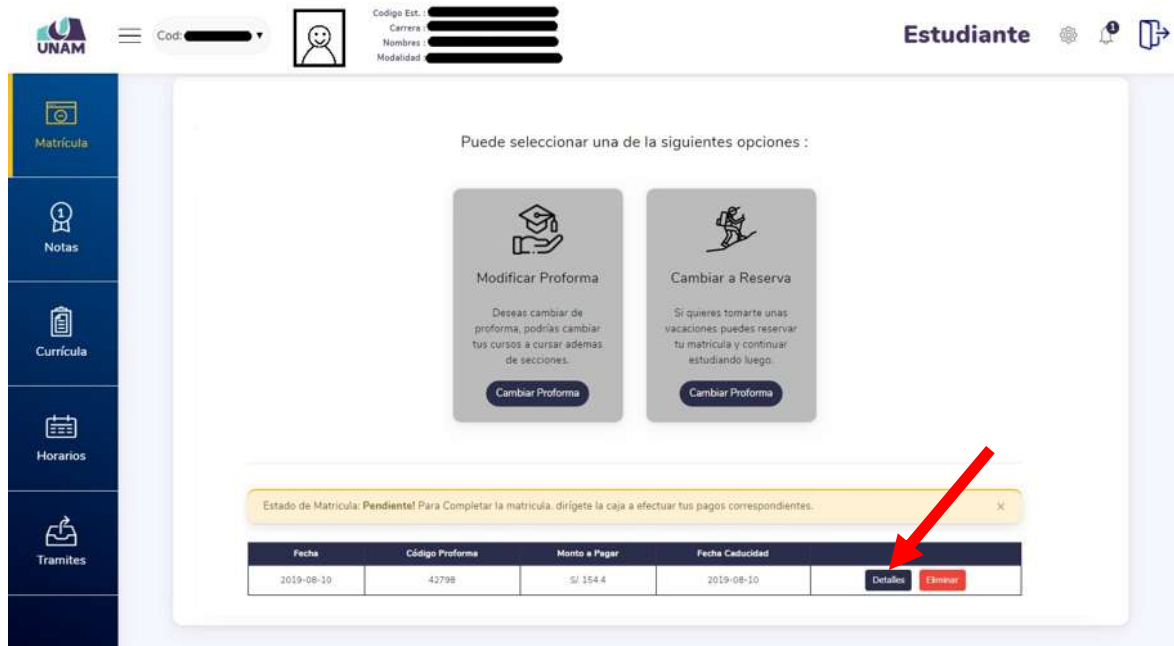 UNAM
Cod:
Codigo Est. :
Carrera :
Nombres :
Modalidad :
Estudiante
Matrícula
Notas
Currícula
Horarios
Tramites
Puede seleccionar una de la siguientes opciones :
Modificar Proforma
Deseas cambiar de
proforma, podrías cambiar
tus cursos a cursar ademas
de secciones.
Cambiar Proforma
Cambiar a Reserva
Si quieres tomarte unas
vacaciones puedes reservar
tu matricula y continuar
estudiando luego.
Cambiar Proforma
Estado de Matricula: Pendiente! Para Completar la matricula. dirígete la caja a efectuar tus pagos correspondientes. ×
Fecha Código Proforma Monto a Pagar Fecha Caducidad
2019-08-10 42798 S/ 154.4 2019-08-10 Detalles Eliminar